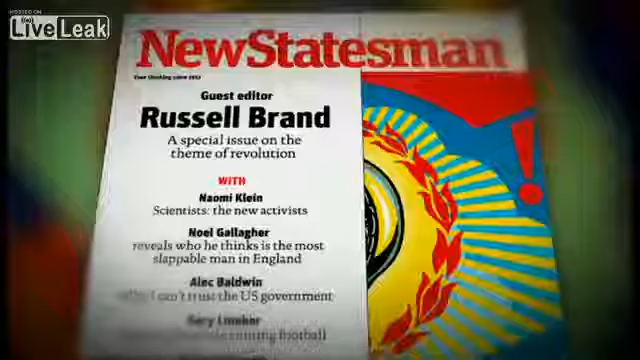 HOSTED ON
LiveLeak
NewStatesman
Guest editor
Russell Brand
A special issue on the
theme of revolution
WITH
Naomi Klein
Scientists: the new activists
Noel Gallagher
reveals who he thinks is the most
slappable man in England
Alec Baldwin
I can't trust the US government
Gary Lineker
football